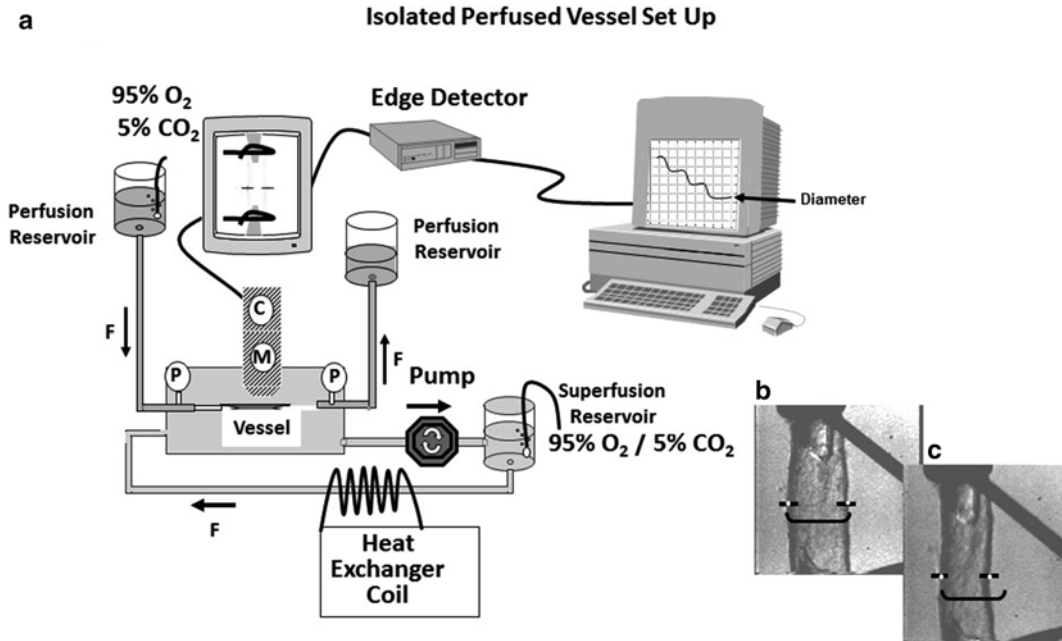 a
Isolated Perfused Vessel Set Up
95% O₂
5% CO₂
Edge Detector
Diameter
Perfusion
Reservoir
Perfusion
Reservoir
C
M
F
F
P
P
Vessel
Pump
Superfusion
Reservoir
95% O₂ / 5% CO₂
F
Heat
Exchanger
Coil
b
c